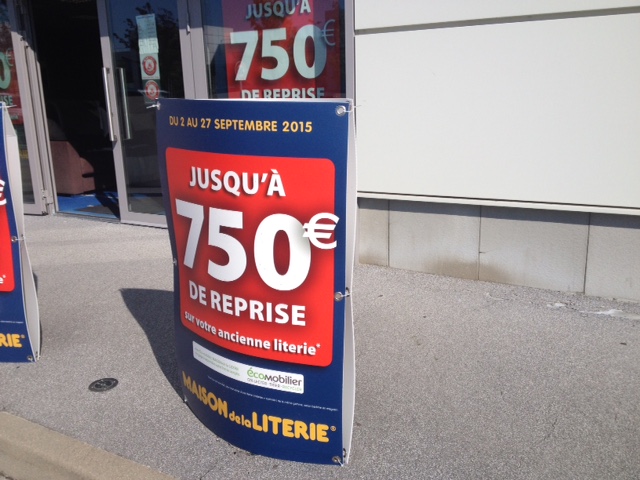 JUSQU'À
750€
DE REPRISE
DU 2 AU 27 SEPTEMBRE 2015
JUSQU'À
750€
DE REPRISE
sur votre ancienne literie*
écomobilier
MAISON de la LITERIE®
€
e*
RIE®